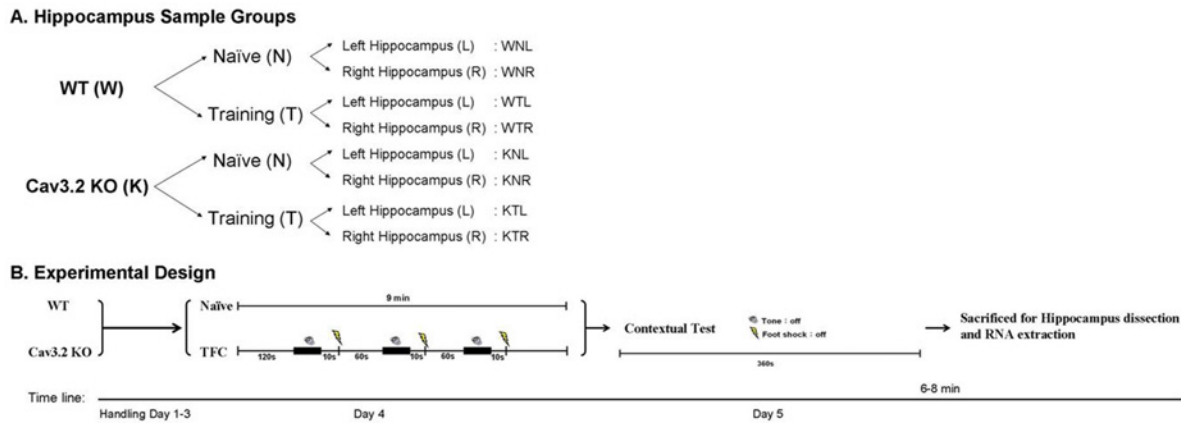 A. Hippocampus Sample Groups
WT (W)
Naïve (N)
Left Hippocampus (L) : WNL
Right Hippocampus (R) : WNR
Training (T)
Left Hippocampus (L) : WTL
Right Hippocampus (R) : WTR
Cav3.2 KO (K)
Naïve (N)
Left Hippocampus (L) : KNL
Right Hippocampus (R) : KNR
Training (T)
Left Hippocampus (L) : KTL
Right Hippocampus (R) : KTR
B. Experimental Design
WT
Cav3.2 KO
Naïve
9 min
TFC
120s
10s
60s
10s
60s
10s
Contextual Test
Tone : off
Foot shock : off
360s
Sacrificed for Hippocampus dissection
and RNA extraction
6-8 min
Time line:
Handling Day 1-3
Day 4
Day 5